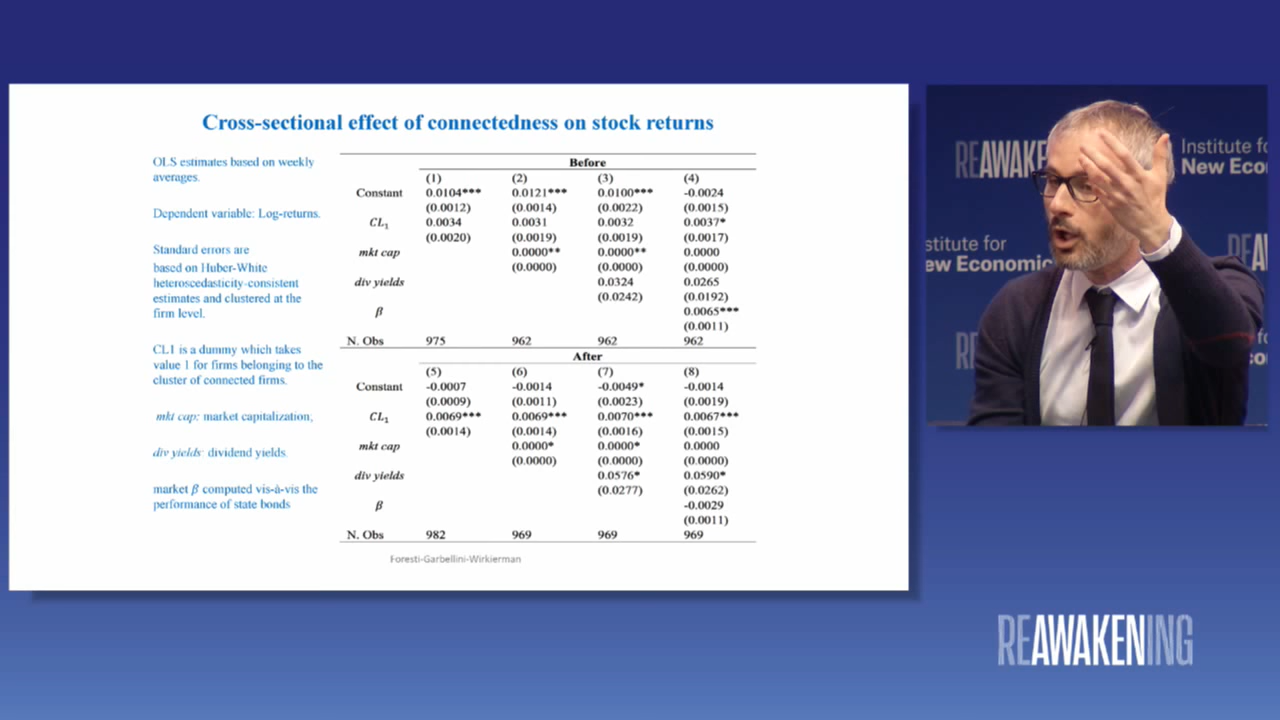 Cross-sectional effect of connectedness on stock returns
OLS estimates based on weekly
averages.
Dependent variable: Log-returns.
Standard errors are
based on Huber-White
heteroscedasticity-consistent
estimates and clustered at the
firm level.
CL1 is a dummy which takes
value 1 for firms belonging to the
cluster of connected firms.
mkt cap: market capitalization;
div yields: dividend yields.
market β computed vis-à-vis the
performance of state bonds
Before
(1) (2) (3) (4)
Constant 0.0104*** 0.0121*** 0.0100*** -0.0024
(0.0012) (0.0014) (0.0022) (0.0015)
CL1 0.0034 0.0031 0.0032 0.0037*
(0.0020) (0.0019) (0.0019) (0.0017)
mkt cap 0.0000** 0.0000** 0.0000
(0.0000) (0.0000) (0.0000)
div yields 0.0324 0.0265
(0.0242) (0.0192)
β 0.0065***
(0.0011)
N. Obs 975 962 962 962
After
(5) (6) (7) (8)
Constant -0.0007 -0.0014 -0.0049* -0.0014
(0.0009) (0.0011) (0.0023) (0.0019)
CL1 0.0069*** 0.0069*** 0.0070*** 0.0067***
(0.0014) (0.0014) (0.0016) (0.0015)
mkt cap 0.0000* 0.0000* 0.0000
(0.0000) (0.0000) (0.0000)
div yields 0.0576* 0.0590*
(0.0277) (0.0262)
β -0.0029
(0.0011)
N. Obs 982 969 969 969
Foresti-Garbellini-Wirkierman
REAWAKE
Institute fo
New Econo
stitute for
ew Economic
REA
RE
REAWAKENING